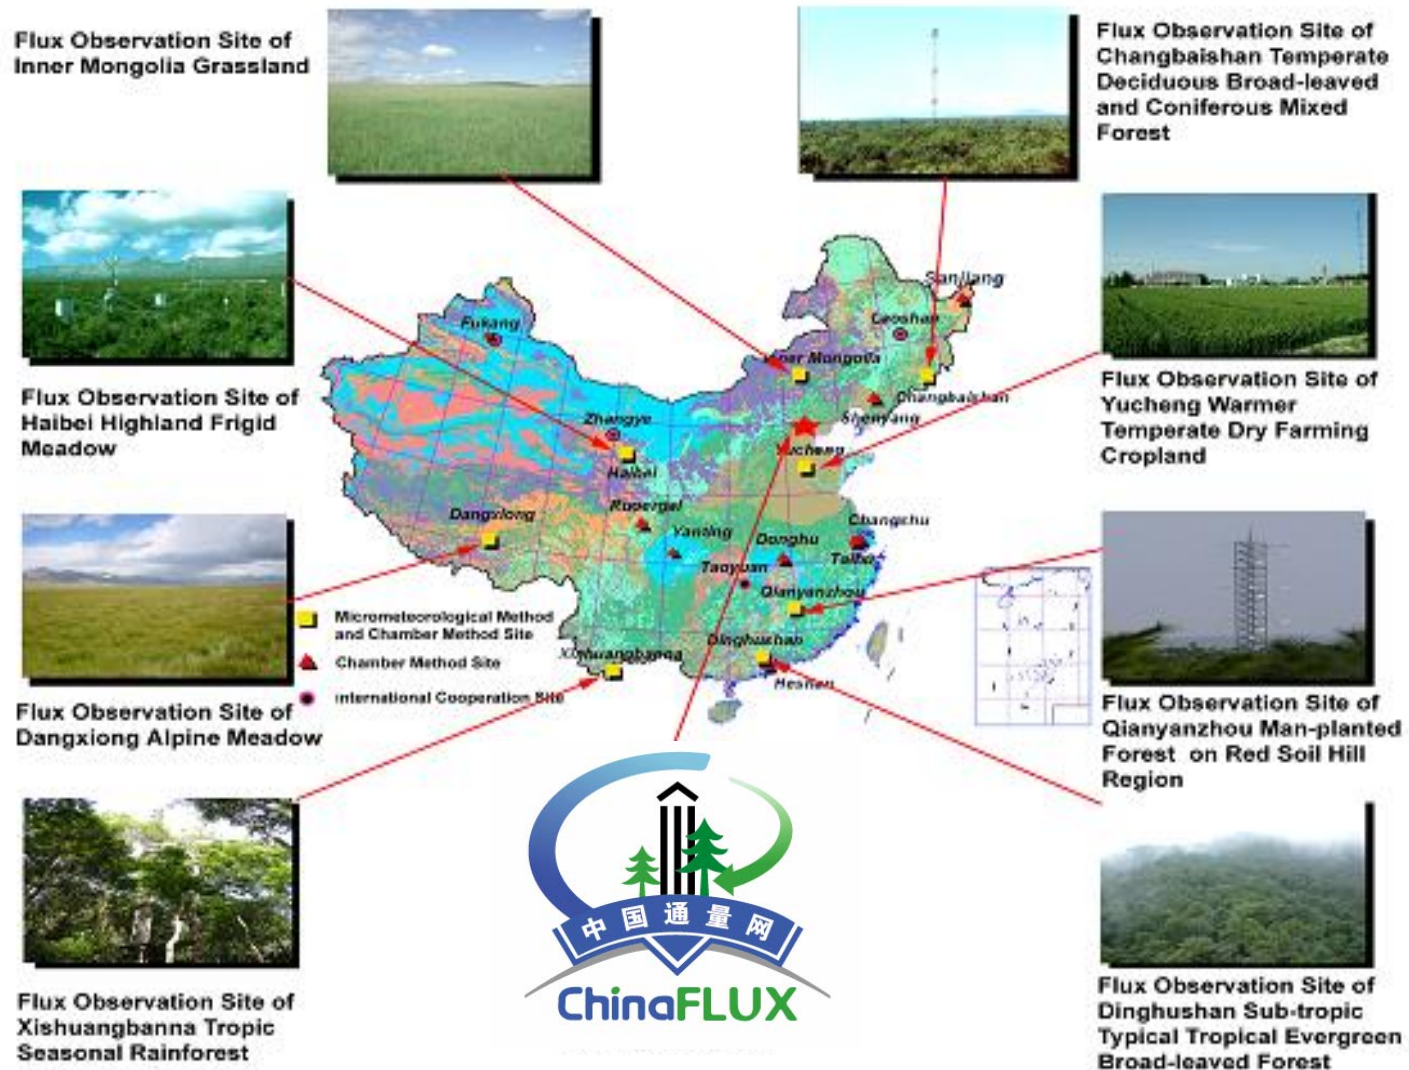 Flux Observation Site of
Inner Mongolia Grassland
Flux Observation Site of
Changbaishan Temperate
Deciduous Broad-leaved
and Coniferous Mixed
Forest
Flux Observation Site of
Haibei Highland Frigid
Meadow
Flux Observation Site of
Yucheng Warmer
Temperate Dry Farming
Cropland
Sanjiang
Fukang
Laoshan
Inner Mongolia
Changbaishan
Shenyang
Zhangye
Yucheng
Haibei
Ruoergai
Dangxiong
Yanting
Donghu
Changshu
Taihu
Taoyuan
Qianyanzhou
Dinghushan
Xishuangbanna
Heshan
Micrometeorological Method
and Chamber Method Site
Chamber Method Site
International Cooperation Site
Flux Observation Site of
Dangxiong Alpine Meadow
Flux Observation Site of
Qianyanzhou Man-planted
Forest on Red Soil Hill
Region
中国通量网
ChinaFLUX
Flux Observation Site of
Xishuangbanna Tropic
Seasonal Rainforest
Flux Observation Site of
Dinghushan Sub-tropic
Typical Tropical Evergreen
Broad-leaved Forest